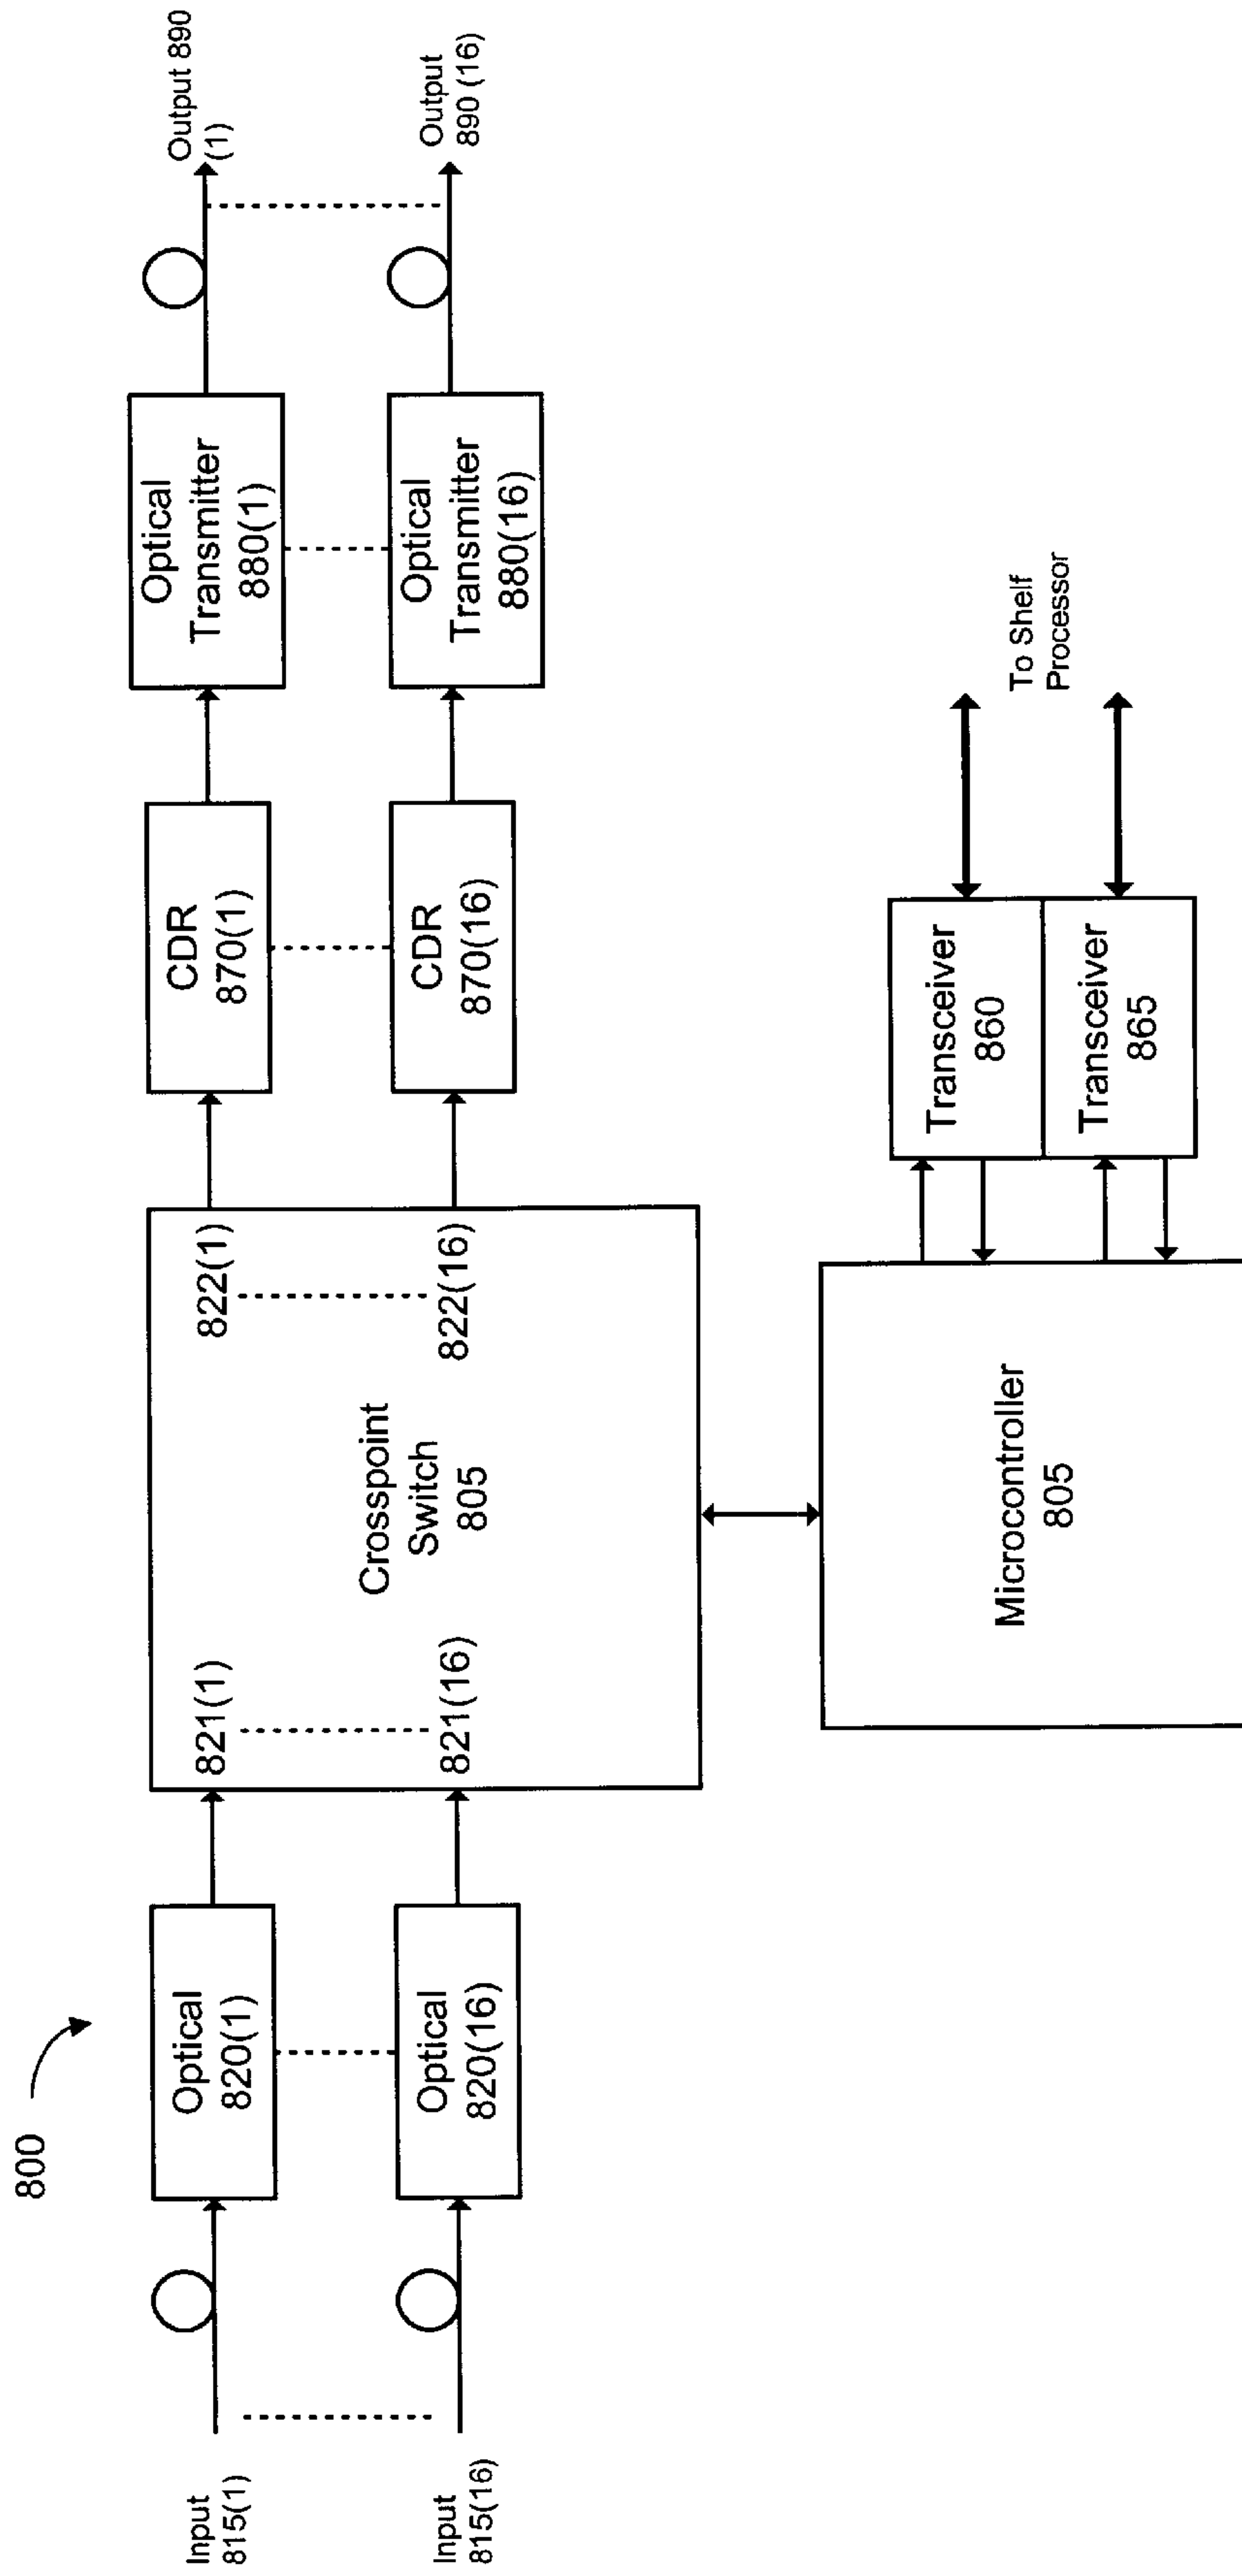 800
Input
815(1)
Input
815(16)
Optical
820(1)
Optical
820(16)
821(1)
821(16)
Crosspoint
Switch
805
822(1)
822(16)
CDR
870(1)
CDR
870(16)
Optical
Transmitter
880(1)
Optical
Transmitter
880(16)
Output 890
(1)
Output
890 (16)
Microcontroller
805
Transceiver
860
Transceiver
865
To Shelf
Processor